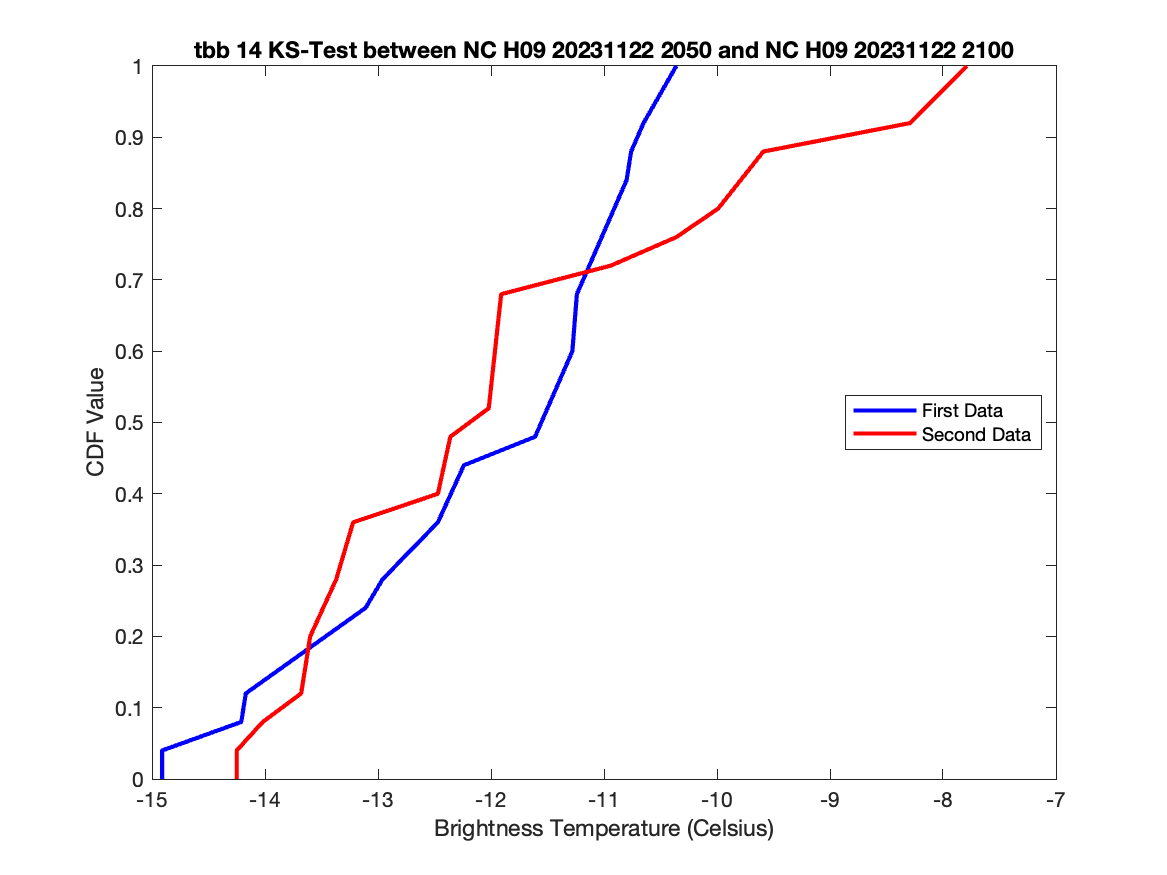 tbb 14 KS-Test between NC H09 20231122 2050 and NC H09 20231122 2100
1
0.9
0.8
0.7
0.6
0.5
0.4
0.3
0.2
0.1
0
CDF Value
First Data
Second Data
-15 -14 -13 -12 -11 -10 -9 -8 -7
Brightness Temperature (Celsius)